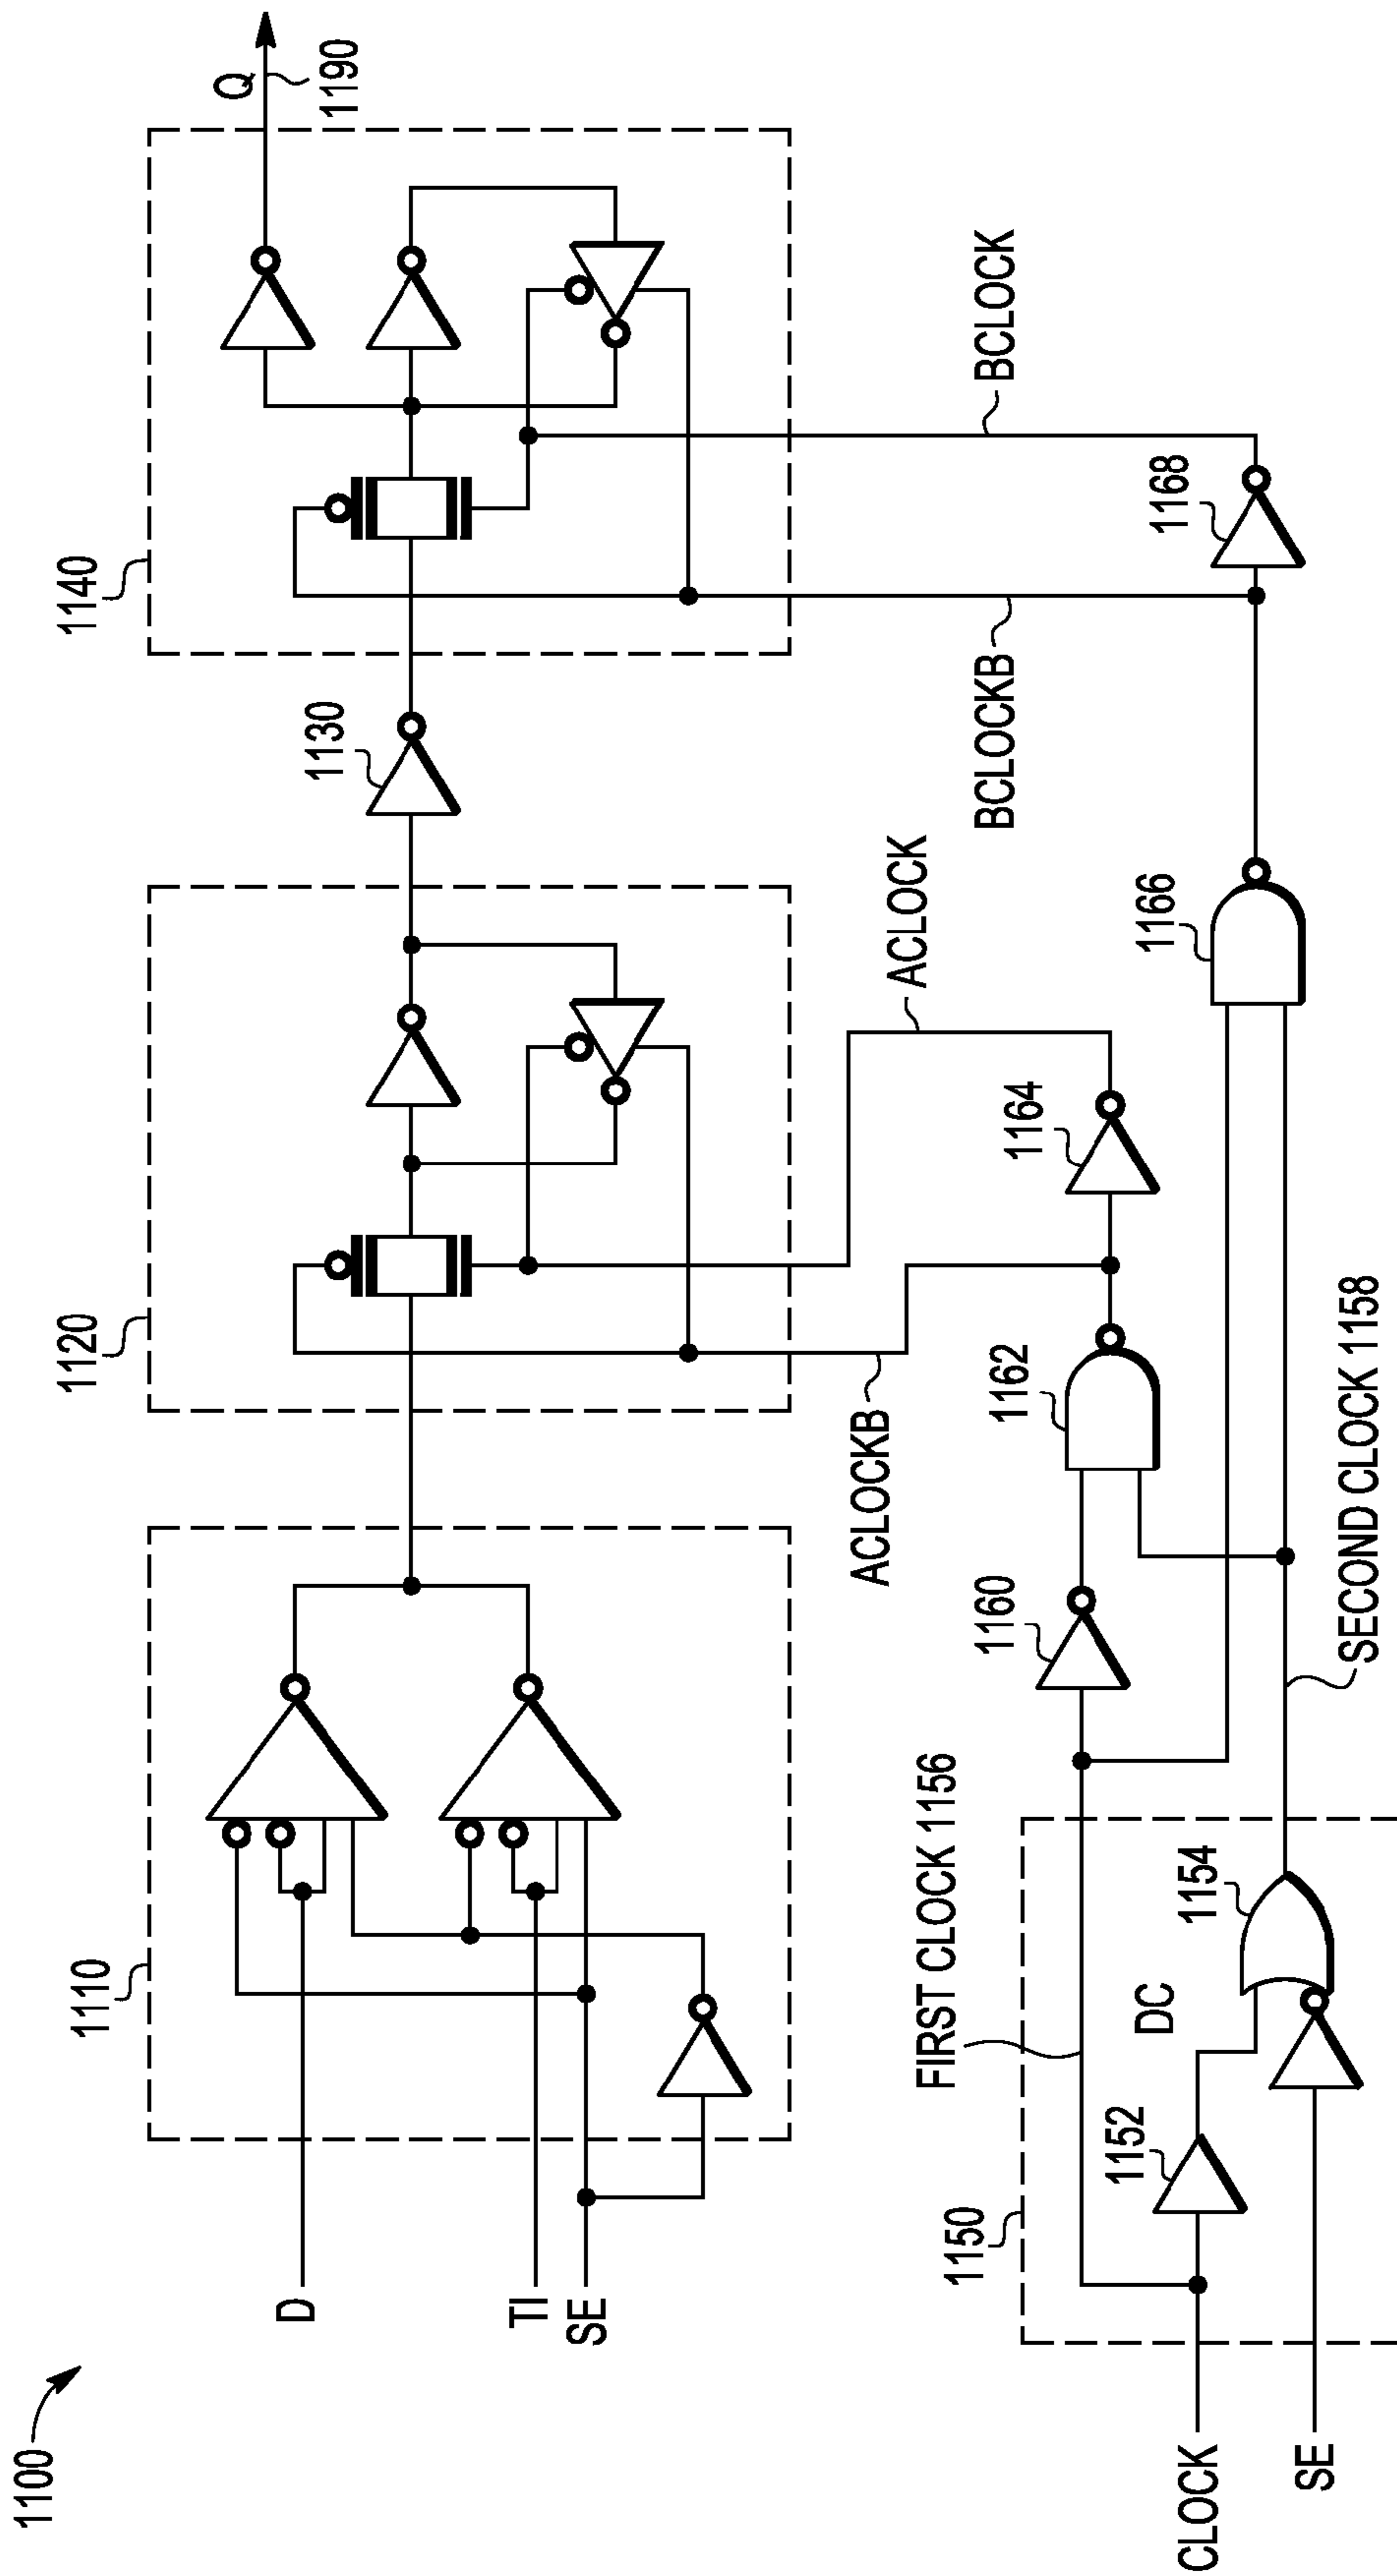 1100
D
TI
SE
1110
1120
1130
1140
Q
1190
ACLOCKB
ACLOCK
BCLOCKB
BCLOCK
FIRST CLOCK 1156
1160
1162
1164
1166
1168
1150
1152
DC
1154
SECOND CLOCK 1158
CLOCK
SE